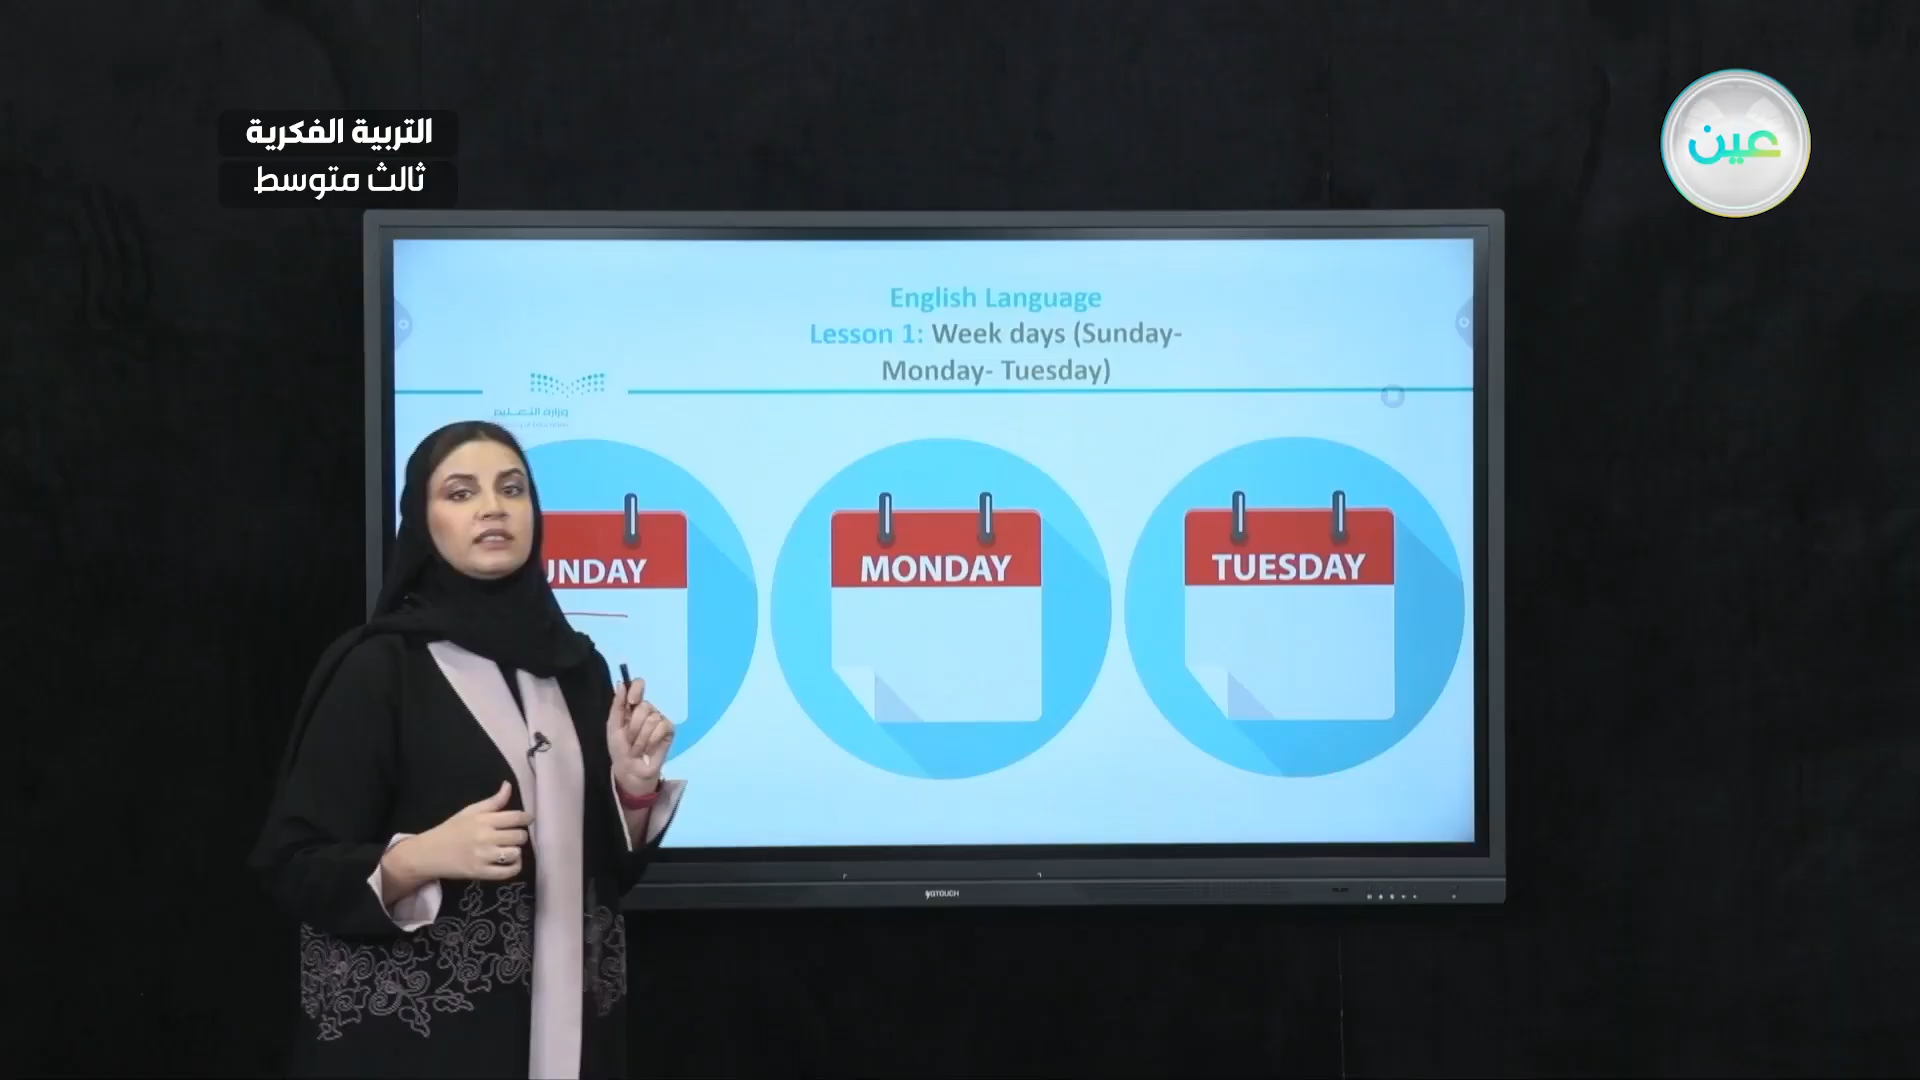 التربية الفكرية
ثالث متوسط
عين
English Language
Lesson 1: Week days (Sunday-
Monday- Tuesday)
وزارة التعليم
UNDAY
MONDAY
TUESDAY